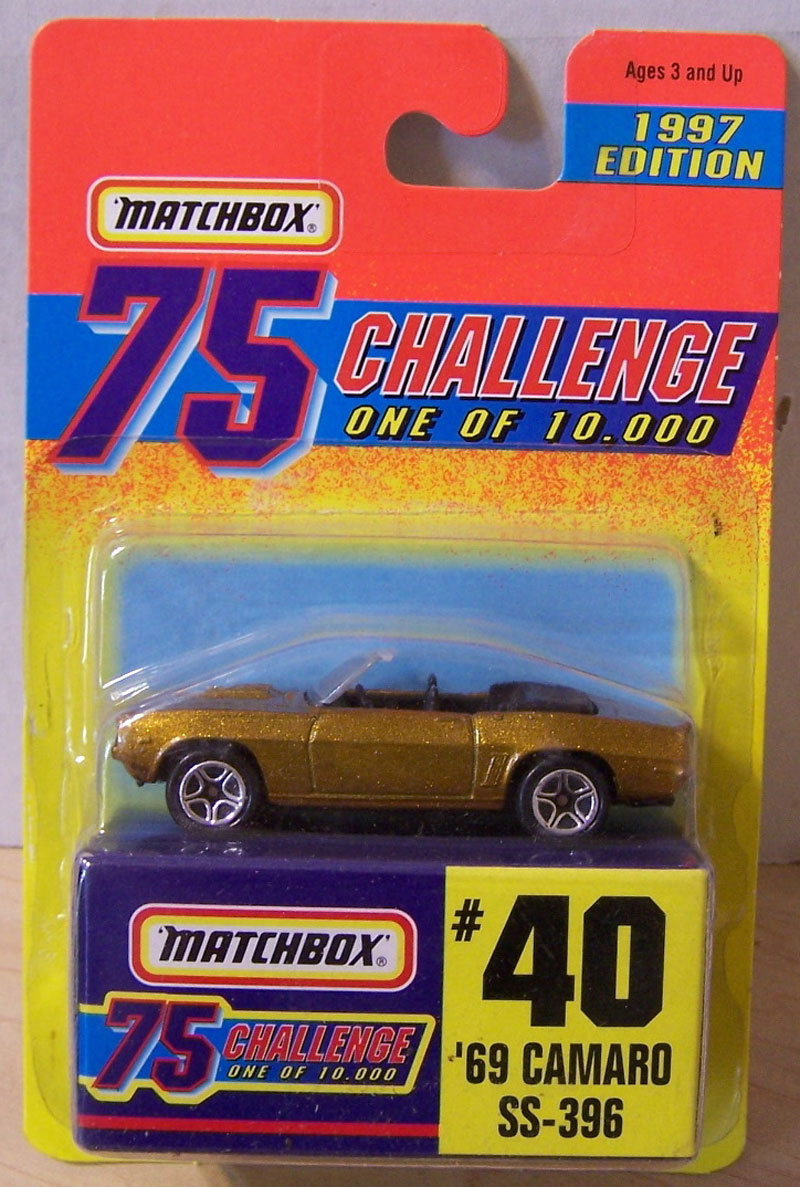 Ages 3 and Up
1997
EDITION
'MATCHBOX'®
75
CHALLENGE
ONE OF 10.000
'MATCHBOX'®
75
CHALLENGE
ONE OF 10.000
#40
'69 CAMARO
SS-396